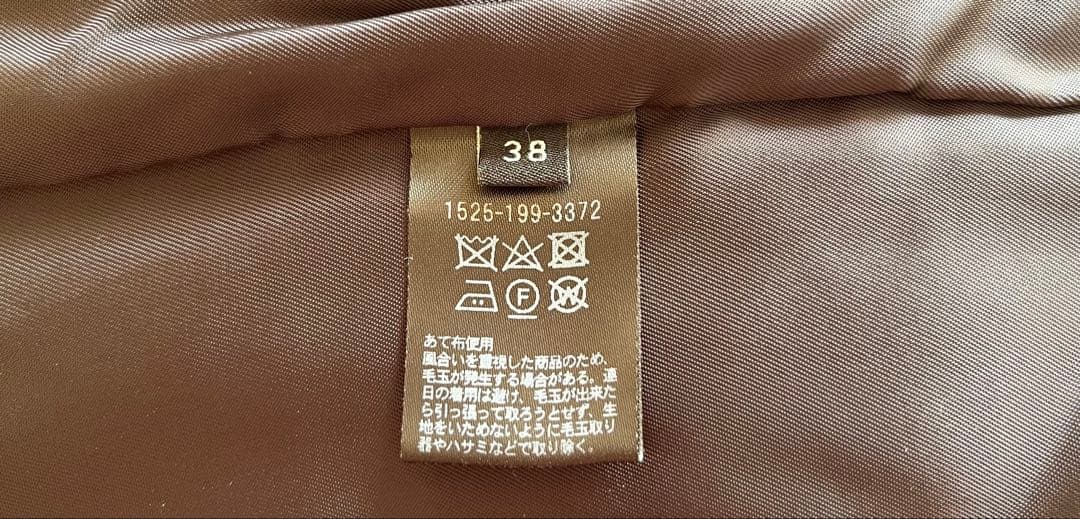 38
1525-199-3372
F W
あて布使用
風合いを重視した商品のため、
毛玉が発生する場合がある。連
日の着用は避け、毛玉が出来た
ら引っ張って取ろうとせず、生
地をいためないように毛玉取り
器やハサミなどで取り除く。